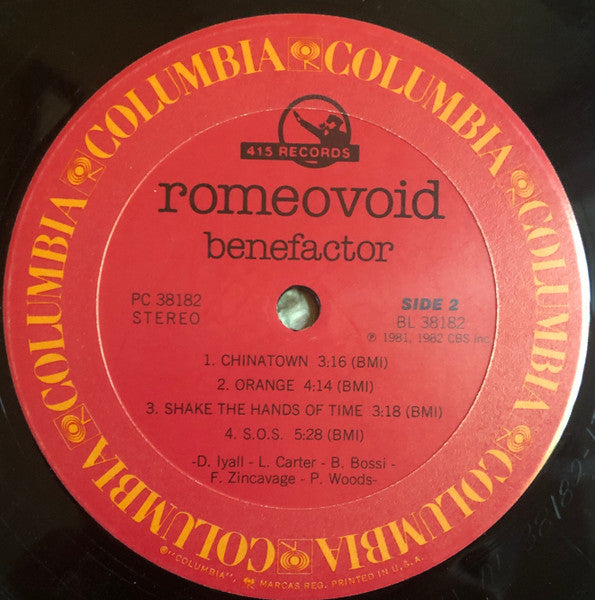 COLUMBIA COLUMBIA COLUMBIA COLUMBIA COLUMBIA COLUMBIA
415 RECORDS
romeovoid
benefactor
PC 38182
STEREO
SIDE 2
BL 38182
℗ 1981, 1982 CBS Inc.
1. CHINATOWN 3:16 (BMI)
2. ORANGE 4:14 (BMI)
3. SHAKE THE HANDS OF TIME 3:18 (BMI)
4. S.O.S. 5:28 (BMI)
-D. Iyall - L. Carter - B. Bossi -
F. Zincavage - P. Woods-
®"COLUMBIA", MARCAS REG. PRINTED IN U.S.A.